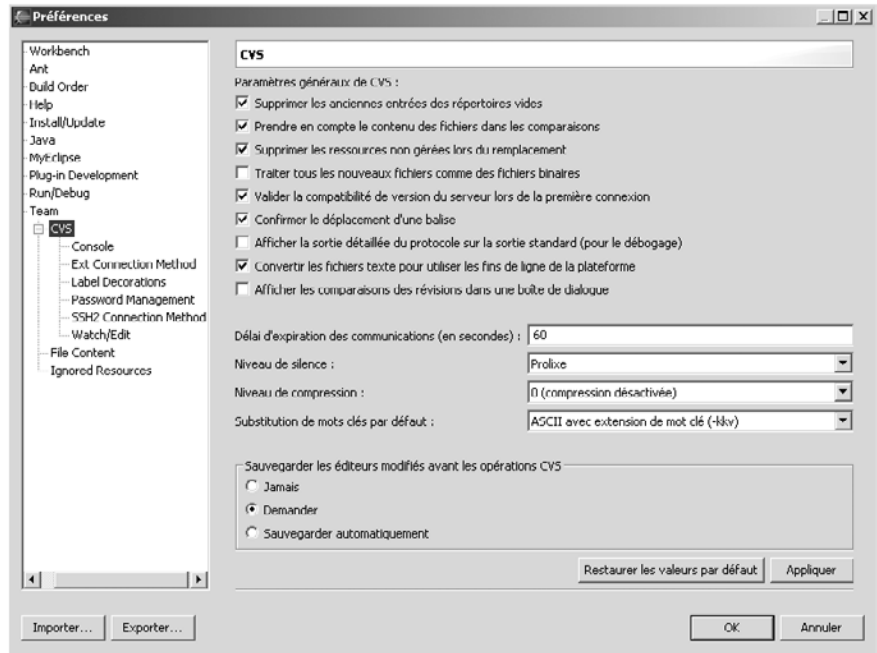 Préférences
Workbench
Ant
Build Order
Help
Install/Update
Java
MyEclipse
Plug-in Development
Run/Debug
Team
CVS
Console
Ext Connection Method
Label Decorations
Password Management
SSH2 Connection Method
Watch/Edit
File Content
Ignored Resources
CVS
Paramètres généraux de CVS :
Supprimer les anciennes entrées des répertoires vides
Prendre en compte le contenu des fichiers dans les comparaisons
Supprimer les ressources non gérées lors du remplacement
Traiter tous les nouveaux fichiers comme des fichiers binaires
Valider la compatibilité de version du serveur lors de la première connexion
Confirmer le déplacement d'une balise
Afficher la sortie détaillée du protocole sur la sortie standard (pour le débogage)
Convertir les fichiers texte pour utiliser les fins de ligne de la plateforme
Afficher les comparaisons des révisions dans une boîte de dialogue
Délai d'expiration des communications (en secondes) : 60
Niveau de silence : Prolixe
Niveau de compression : 0 (compression désactivée)
Substitution de mots clés par défaut : ASCII avec extension de mot clé (-kkv)
Sauvegarder les éditeurs modifiés avant les opérations CVS
Jamais
Demander
Sauvegarder automatiquement
Restaurer les valeurs par défaut Appliquer
Importer... Exporter... OK Annuler